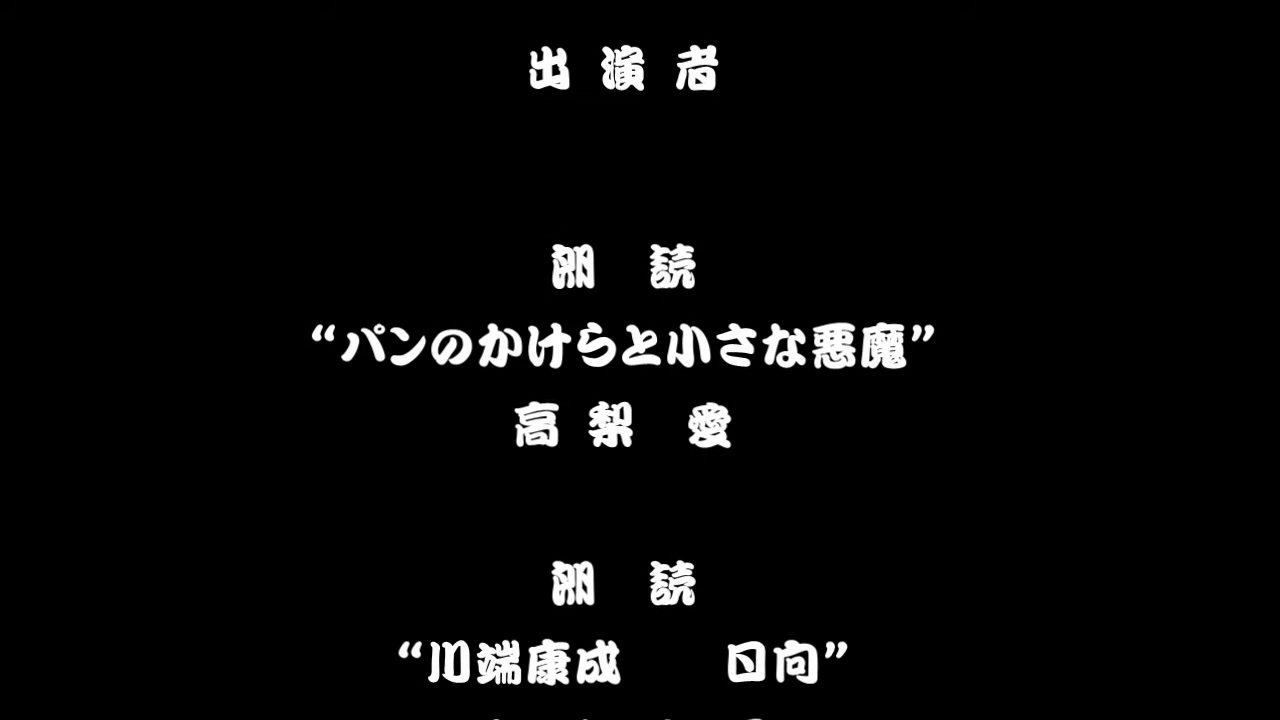 出 演 者
朗　読
“パンのかけらと小さな悪魔”
高 梨　愛
朗　読
“川端康成　　日向”